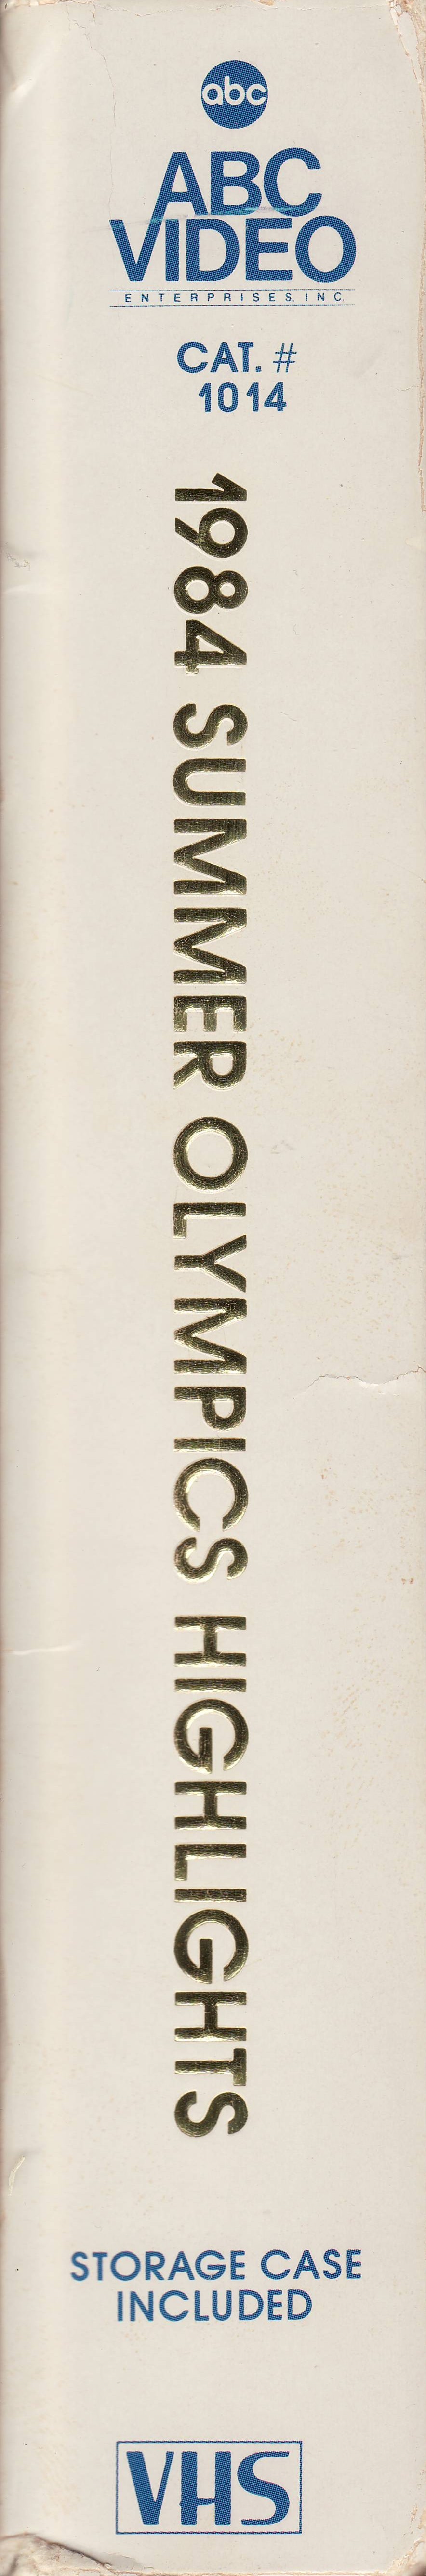 abc
ABC
VIDEO
ENTERPRISES, INC.
CAT. #
1014
1984 SUMMER OLYMPICS HIGHLIGHTS
STORAGE CASE
INCLUDED
VHS